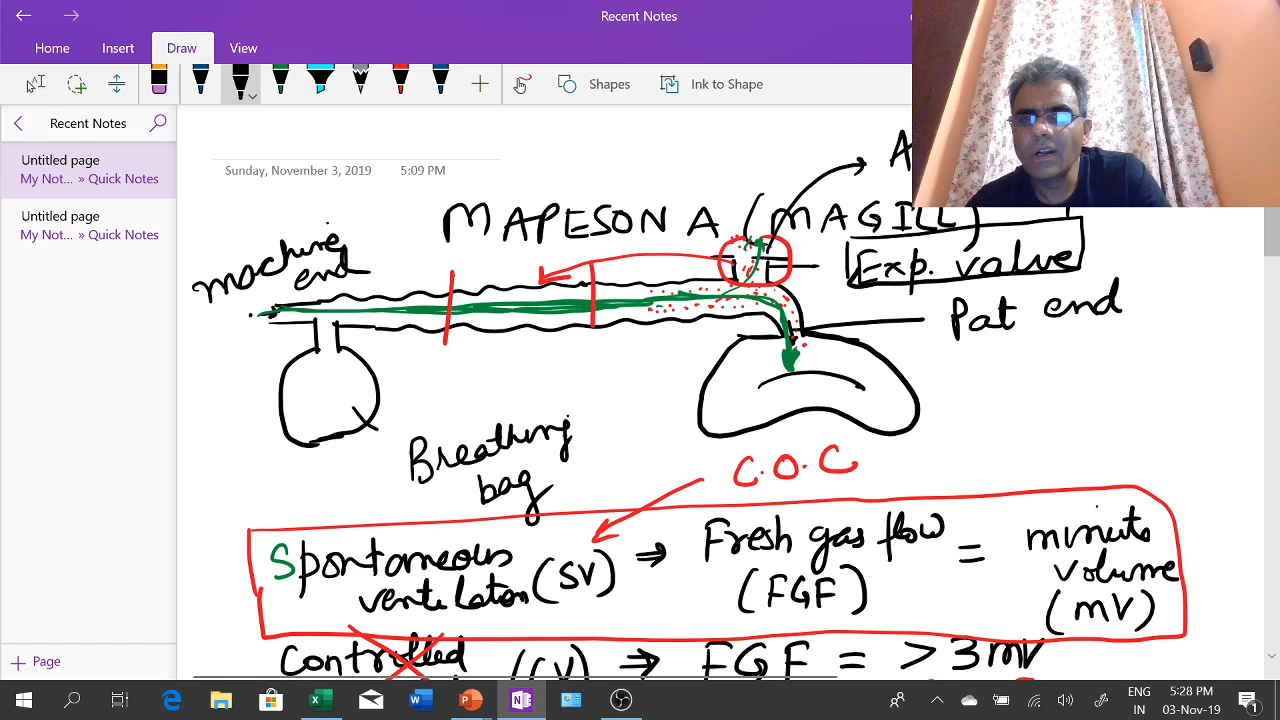 Recent Notes
Home Insert Draw View
Shapes Ink to Shape
Recent Notes
Untitled page
My Not... » Quick Notes
Untitled page
My Not... » Quick Notes
Sunday, November 3, 2019 5:09 PM
A
MAPESON A (MAGILL)
machine
end
Exp. valve
Pat end
Breathing
bag
C.O.C
Spontaneous
ventilaton (SV) ⇒ Fresh gas flow
(FGF) = minute
volume
(mV)
Controlled (CV) ⇒ FGF = >3mV
+ Page
ENG
IN
5:28 PM
03-Nov-19
1